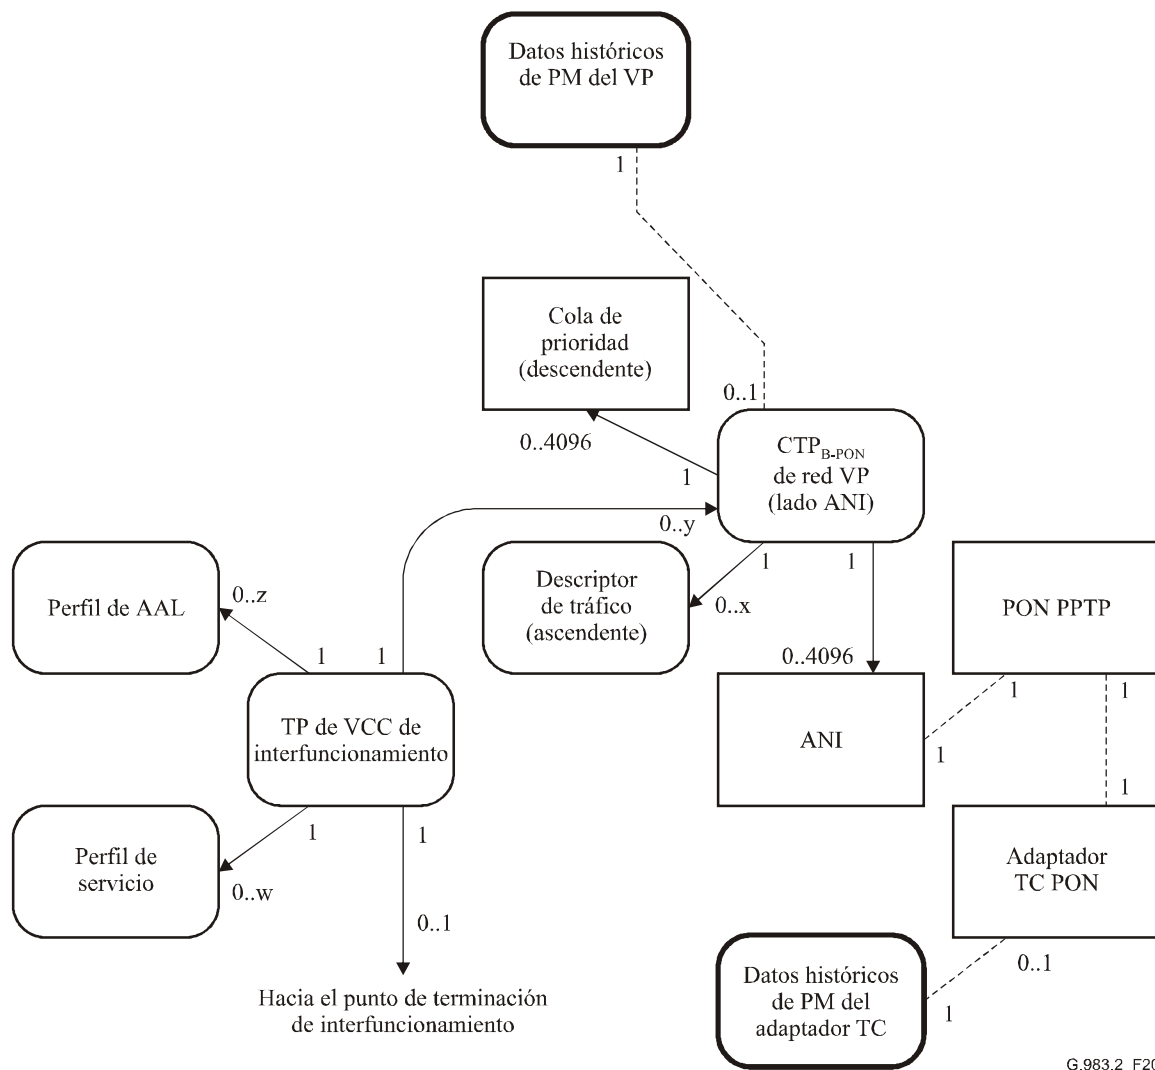 Datos históricos
de PM del VP
1
Cola de
prioridad
(descendente)
0..1
0..4096
1
CTPB-PON
de red VP
(lado ANI)
0..y
1
1
Descriptor
de tráfico
(ascendente)
0..x
PON PPTP
Perfil de AAL
0..z
1
1
0..4096
1
1
TP de VCC de
interfuncionamiento
ANI
1
1
1
1
Perfil de
servicio
0..w
Adaptador
TC PON
0..1
0..1
Datos históricos
de PM del
adaptador TC
1
Hacia el punto de terminación
de interfuncionamiento
G.983.2_F20